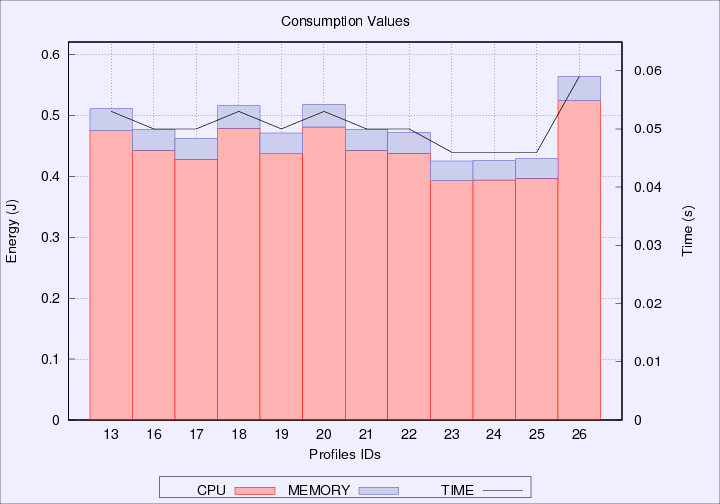 Consumption Values
0.6
0.5
0.4
0.3
0.2
0.1
0
Energy (J)
0.06
0.05
0.04
0.03
0.02
0.01
0
Time (s)
13 16 17 18 19 20 21 22 23 24 25 26
Profiles IDs
CPU MEMORY TIME